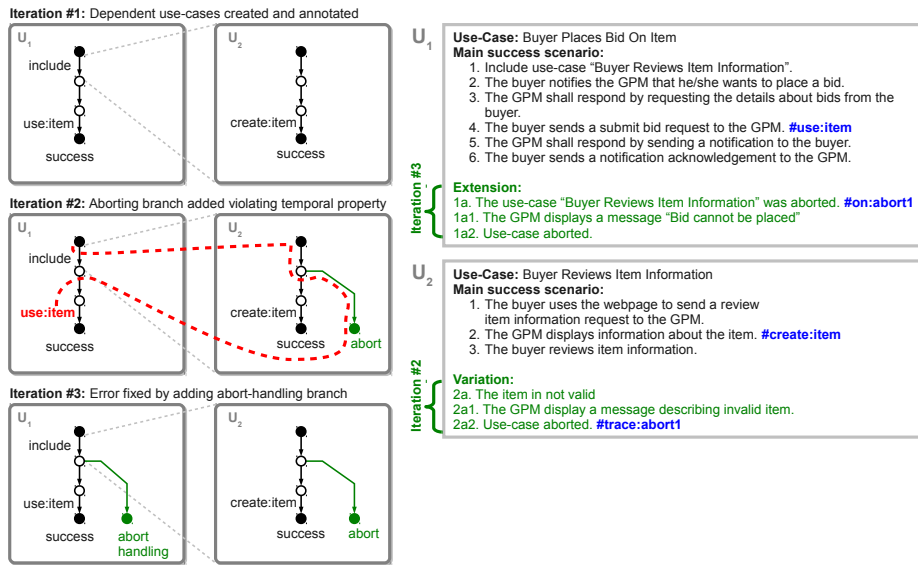 Iteration #1: Dependent use-cases created and annotated
U1
include
use:item
success
U2
create:item
success
Iteration #2: Aborting branch added violating temporal property
U1
include
use:item
success
U2
create:item
success
abort
Iteration #3: Error fixed by adding abort-handling branch
U1
include
use:item
success
abort
handling
U2
create:item
success
abort
U1
Use-Case: Buyer Places Bid On Item
Main success scenario:
1. Include use-case “Buyer Reviews Item Information”.
2. The buyer notifies the GPM that he/she wants to place a bid.
3. The GPM shall respond by requesting the details about bids from the
buyer.
4. The buyer sends a submit bid request to the GPM. #use:item
5. The GPM shall respond by sending a notification to the buyer.
6. The buyer sends a notification acknowledgement to the GPM.
Iteration #3
Extension:
1a. The use-case “Buyer Reviews Item Information” was aborted. #on:abort1
1a1. The GPM displays a message “Bid cannot be placed”
1a2. Use-case aborted.
U2
Use-Case: Buyer Reviews Item Information
Main success scenario:
1. The buyer uses the webpage to send a review
item information request to the GPM.
2. The GPM displays information about the item. #create:item
3. The buyer reviews item information.
Iteration #2
Variation:
2a. The item in not valid
2a1. The GPM display a message describing invalid item.
2a2. Use-case aborted. #trace:abort1